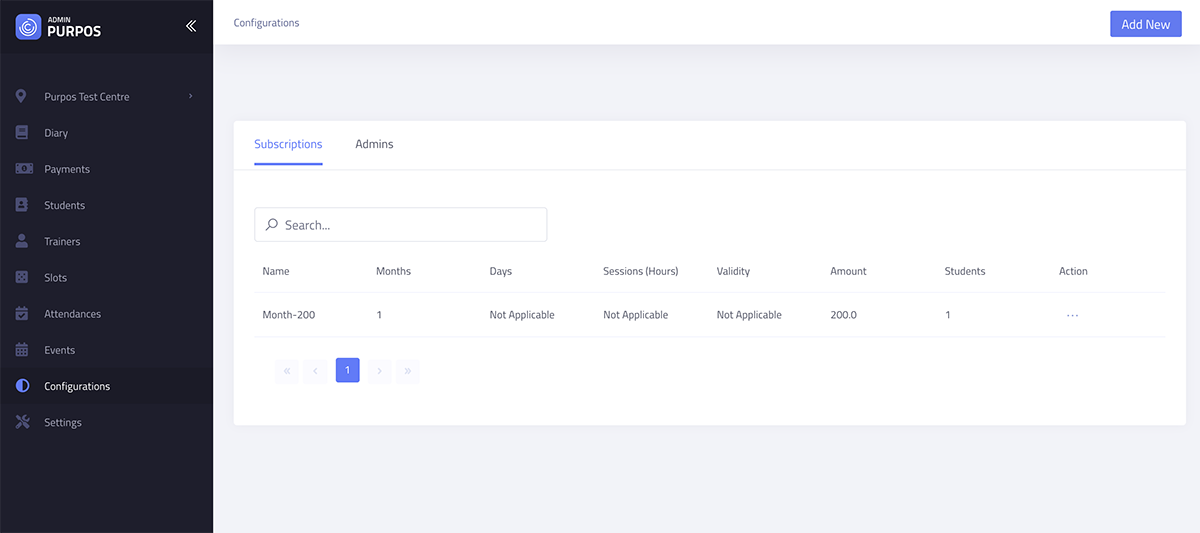 ADMIN
PURPOS
Configurations
Add New
Purpos Test Centre
Diary
Payments
Students
Trainers
Slots
Attendances
Events
Configurations
Settings
Subscriptions Admins
Search...
Name Months Days Sessions (Hours) Validity Amount Students Action
Month-200 1 Not Applicable Not Applicable Not Applicable 200.0 1 ...
« ‹ 1 › »